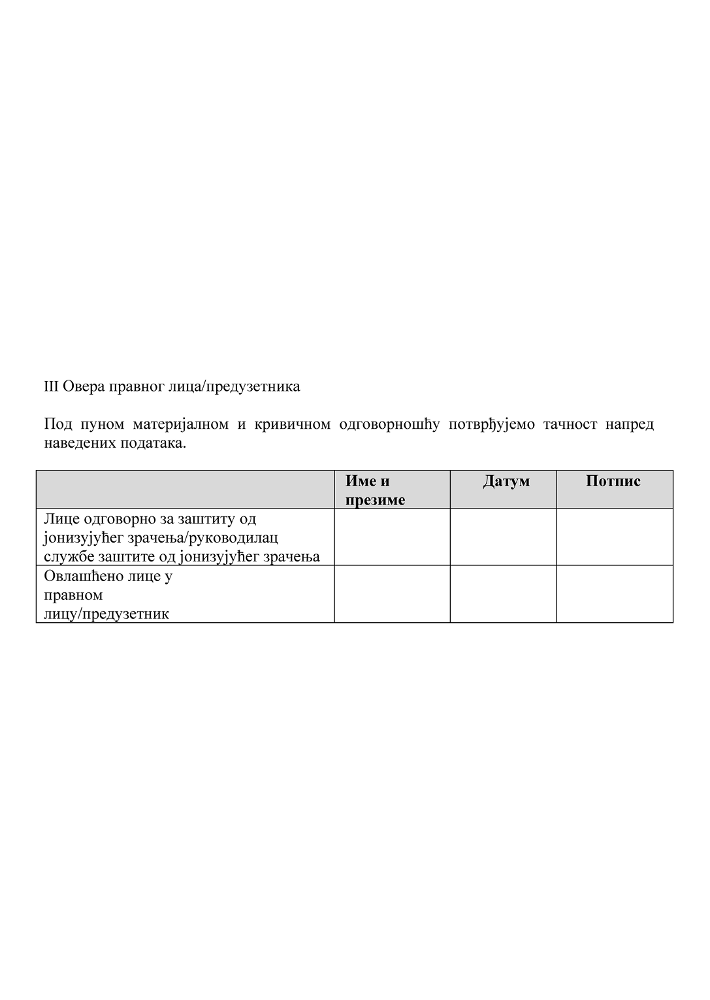 III Овера правног лица/предузетника
Под пуном материјалном и кривичном одговорношћу потврђујемо тачност напред
наведених података.
Име и
презиме
Датум
Потпис
Лице одговорно за заштиту од
јонизујућег зрачења/руководилац
службе заштите од јонизујућег зрачења
Овлашћено лице у
правном
лицу/предузетник